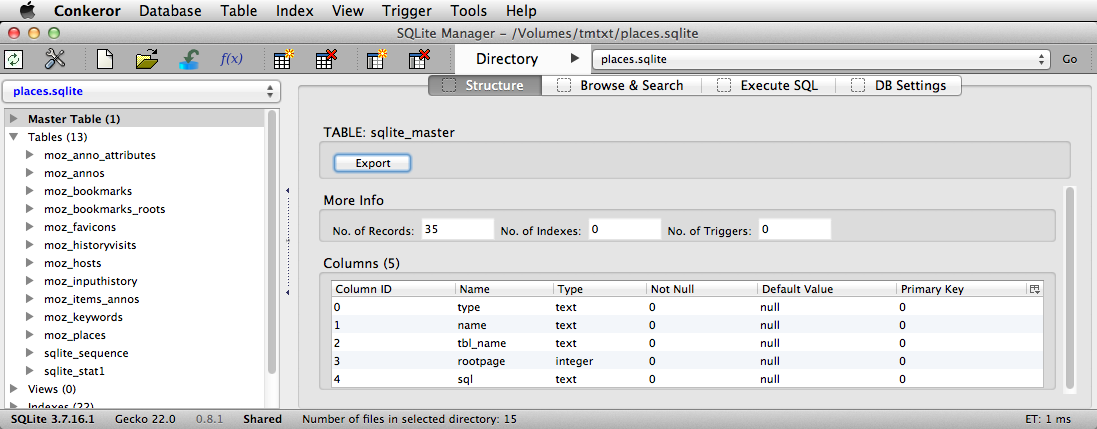 Conkeror Database Table Index View Trigger Tools Help
SQLite Manager - /Volumes/tmtxt/places.sqlite
f(x) Directory places.sqlite Go
places.sqlite
Structure Browse & Search Execute SQL DB Settings
Master Table (1)
Tables (13)
moz_anno_attributes
moz_annos
moz_bookmarks
moz_bookmarks_roots
moz_favicons
moz_historyvisits
moz_hosts
moz_inputhistory
moz_items_annos
moz_keywords
moz_places
sqlite_sequence
sqlite_stat1
Views (0)
Indexes (22)
TABLE: sqlite_master
Export
More Info
No. of Records: 35 No. of Indexes: 0 No. of Triggers: 0
Columns (5)
Column ID Name Type Not Null Default Value Primary Key
0 type text 0 null 0
1 name text 0 null 0
2 tbl_name text 0 null 0
3 rootpage integer 0 null 0
4 sql text 0 null 0
SQLite 3.7.16.1 Gecko 22.0 0.8.1 Shared Number of files in selected directory: 15 ET: 1 ms